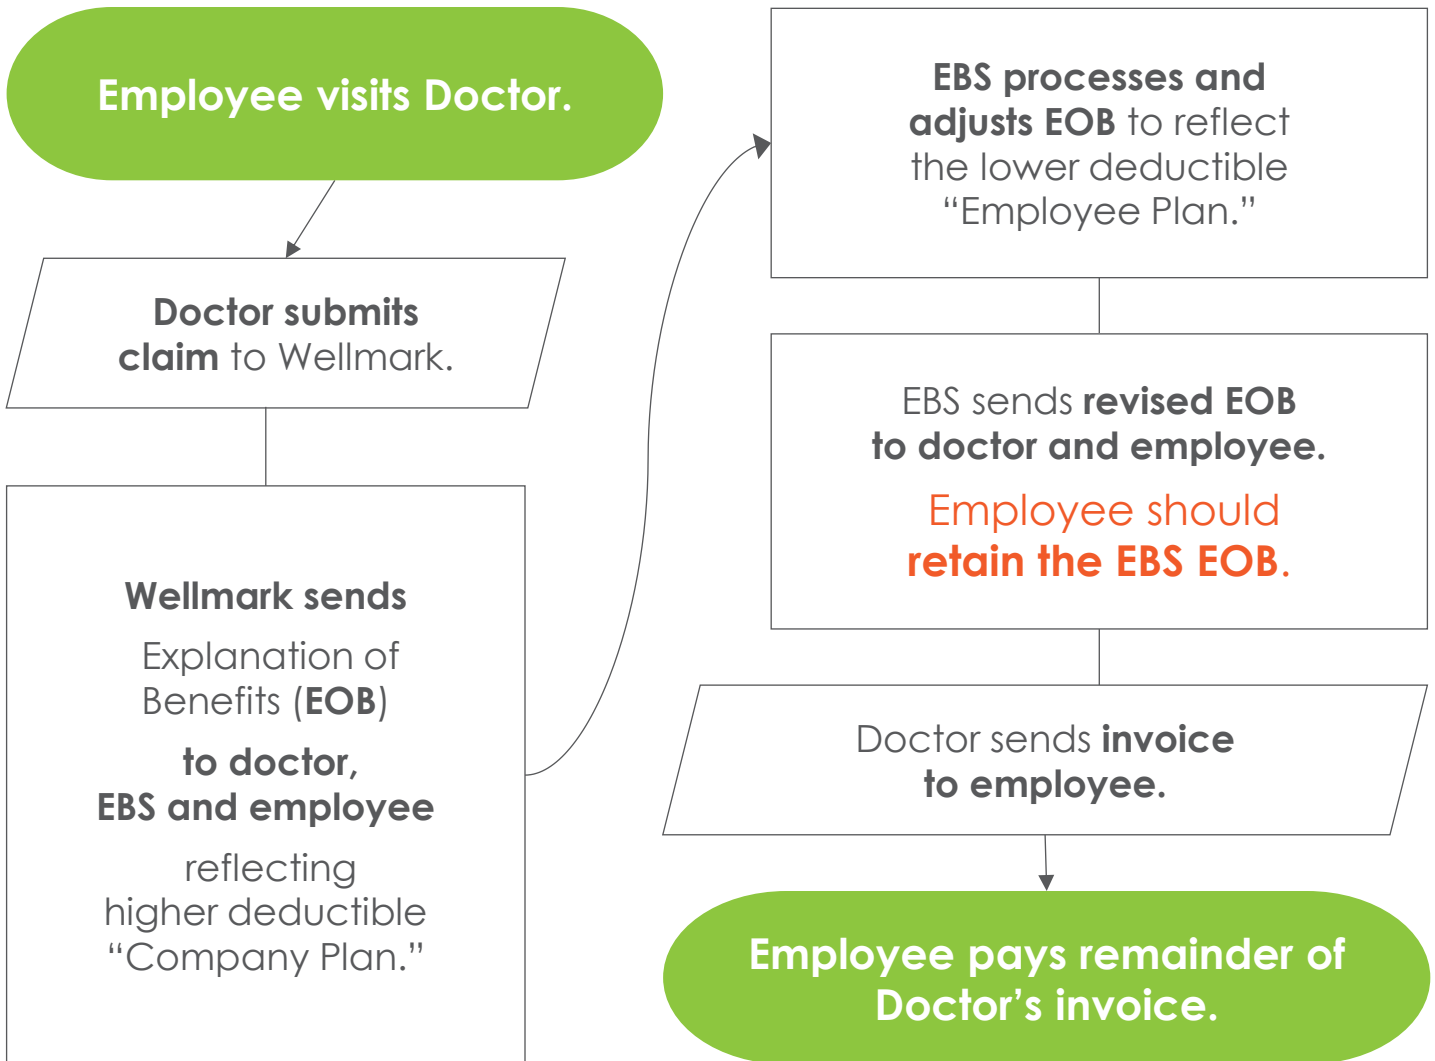 Employee visits Doctor.
Doctor submits
claim to Wellmark.
Wellmark sends
Explanation of
Benefits (EOB)
to doctor,
EBS and employee
reflecting
higher deductible
“Company Plan.”
EBS processes and
adjusts EOB to reflect
the lower deductible
“Employee Plan.”
EBS sends revised EOB
to doctor and employee.
Employee should
retain the EBS EOB.
Doctor sends invoice
to employee.
Employee pays remainder of
Doctor’s invoice.